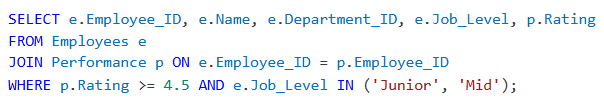 SELECT e.Employee_ID, e.Name, e.Department_ID, e.Job_Level, p.Rating
FROM Employees e
JOIN Performance p ON e.Employee_ID = p.Employee_ID
WHERE p.Rating >= 4.5 AND e.Job_Level IN ('Junior', 'Mid');